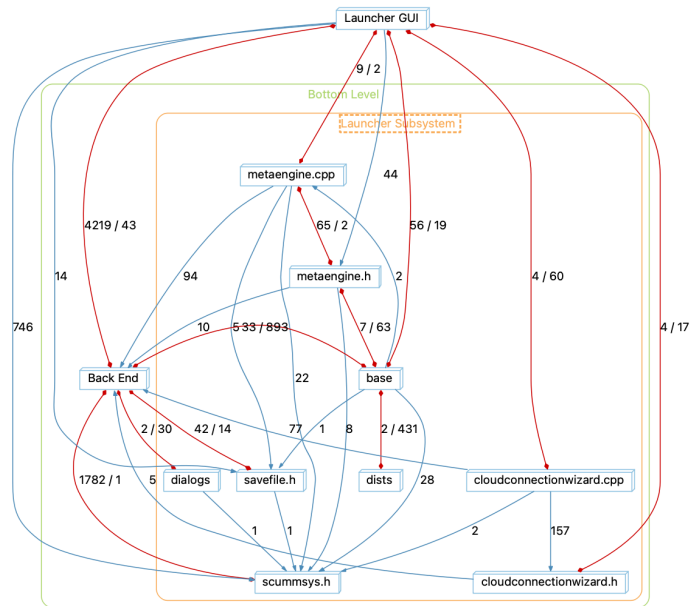 Launcher GUI
9 / 2
Bottom Level
Launcher Subsystem
metaengine.cpp
44
4219 / 43
65 / 2
56 / 19
metaengine.h
14
94
2
4 / 60
746
10
533 / 893
7 / 63
4 / 17
Back End
base
22
2 / 30
42 / 14
77
1
8
2 / 431
1782 / 1
5
dialogs
savefile.h
dists
28
cloudconnectionwizard.cpp
1
1
2
157
scummsys.h
cloudconnectionwizard.h